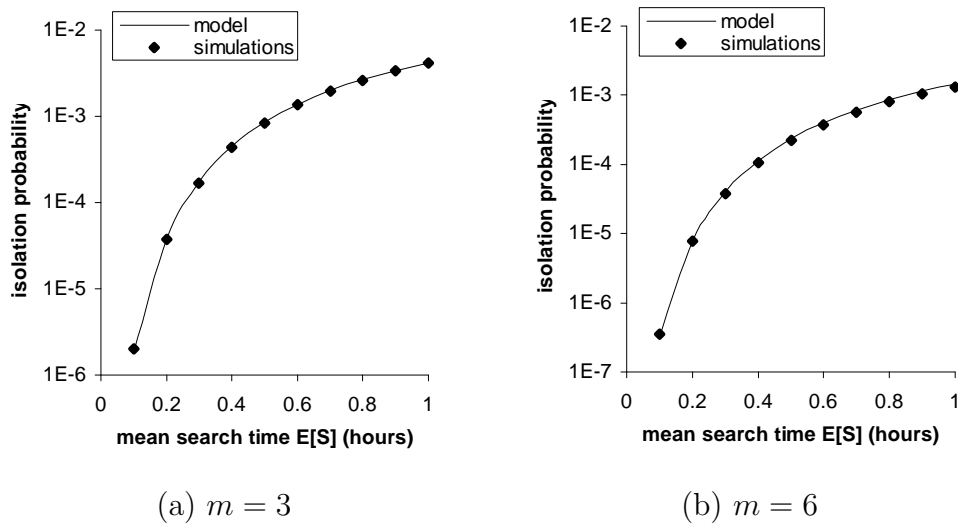 1E-2
model
simulations
1E-3
1E-4
1E-5
1E-6
isolation probability
0 0.2 0.4 0.6 0.8 1
mean search time E[S] (hours)
(a) m = 3
1E-2
model
simulations
1E-3
1E-4
1E-5
1E-6
1E-7
isolation probability
0 0.2 0.4 0.6 0.8 1
mean search time E[S] (hours)
(b) m = 6